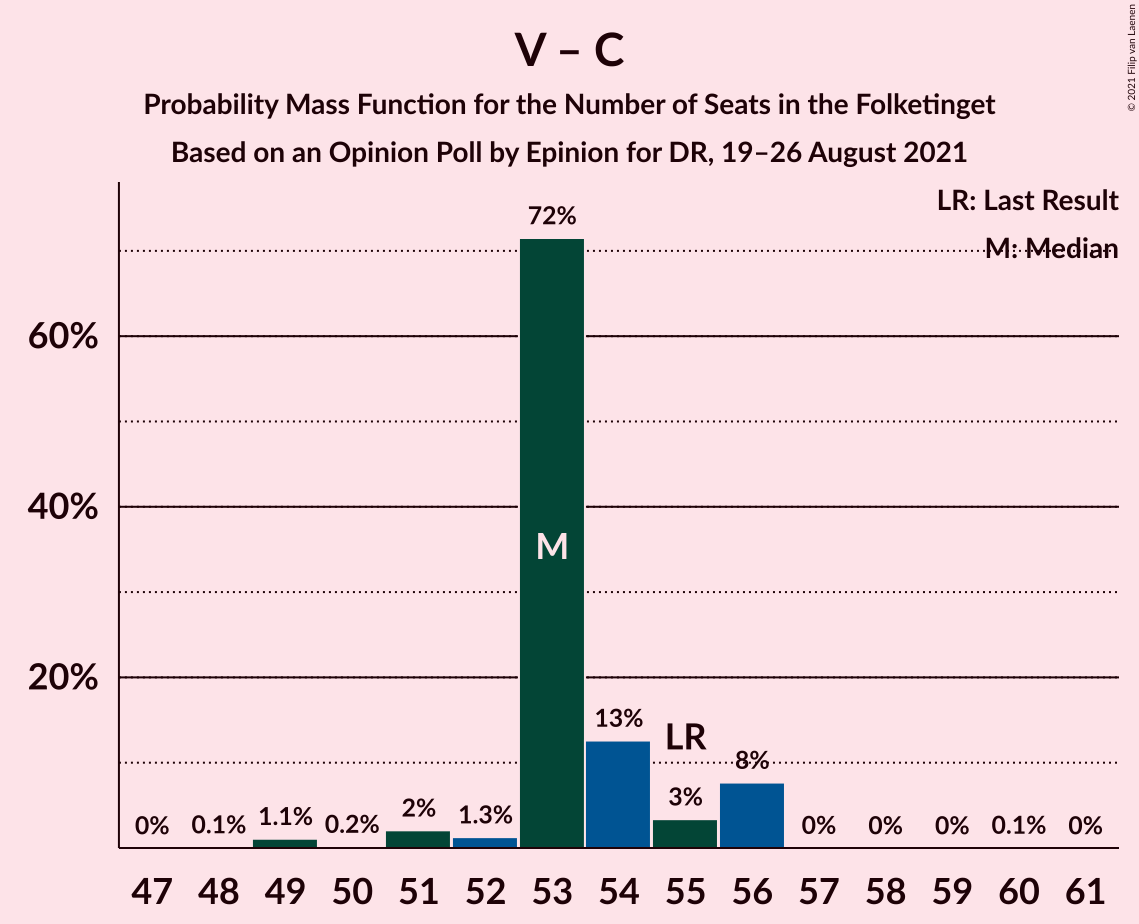 V – C
Probability Mass Function for the Number of Seats in the Folketinget
Based on an Opinion Poll by Epinion for DR, 19–26 August 2021
© 2021 Filip van Laenen
LR: Last Result
M: Median
72%
60%
40%
M
20%
13%
LR
8%
3%
2%
1.3%
1.1%
0% 0.1% 0.2% 0% 0% 0% 0.1% 0%
47 48 49 50 51 52 53 54 55 56 57 58 59 60 61